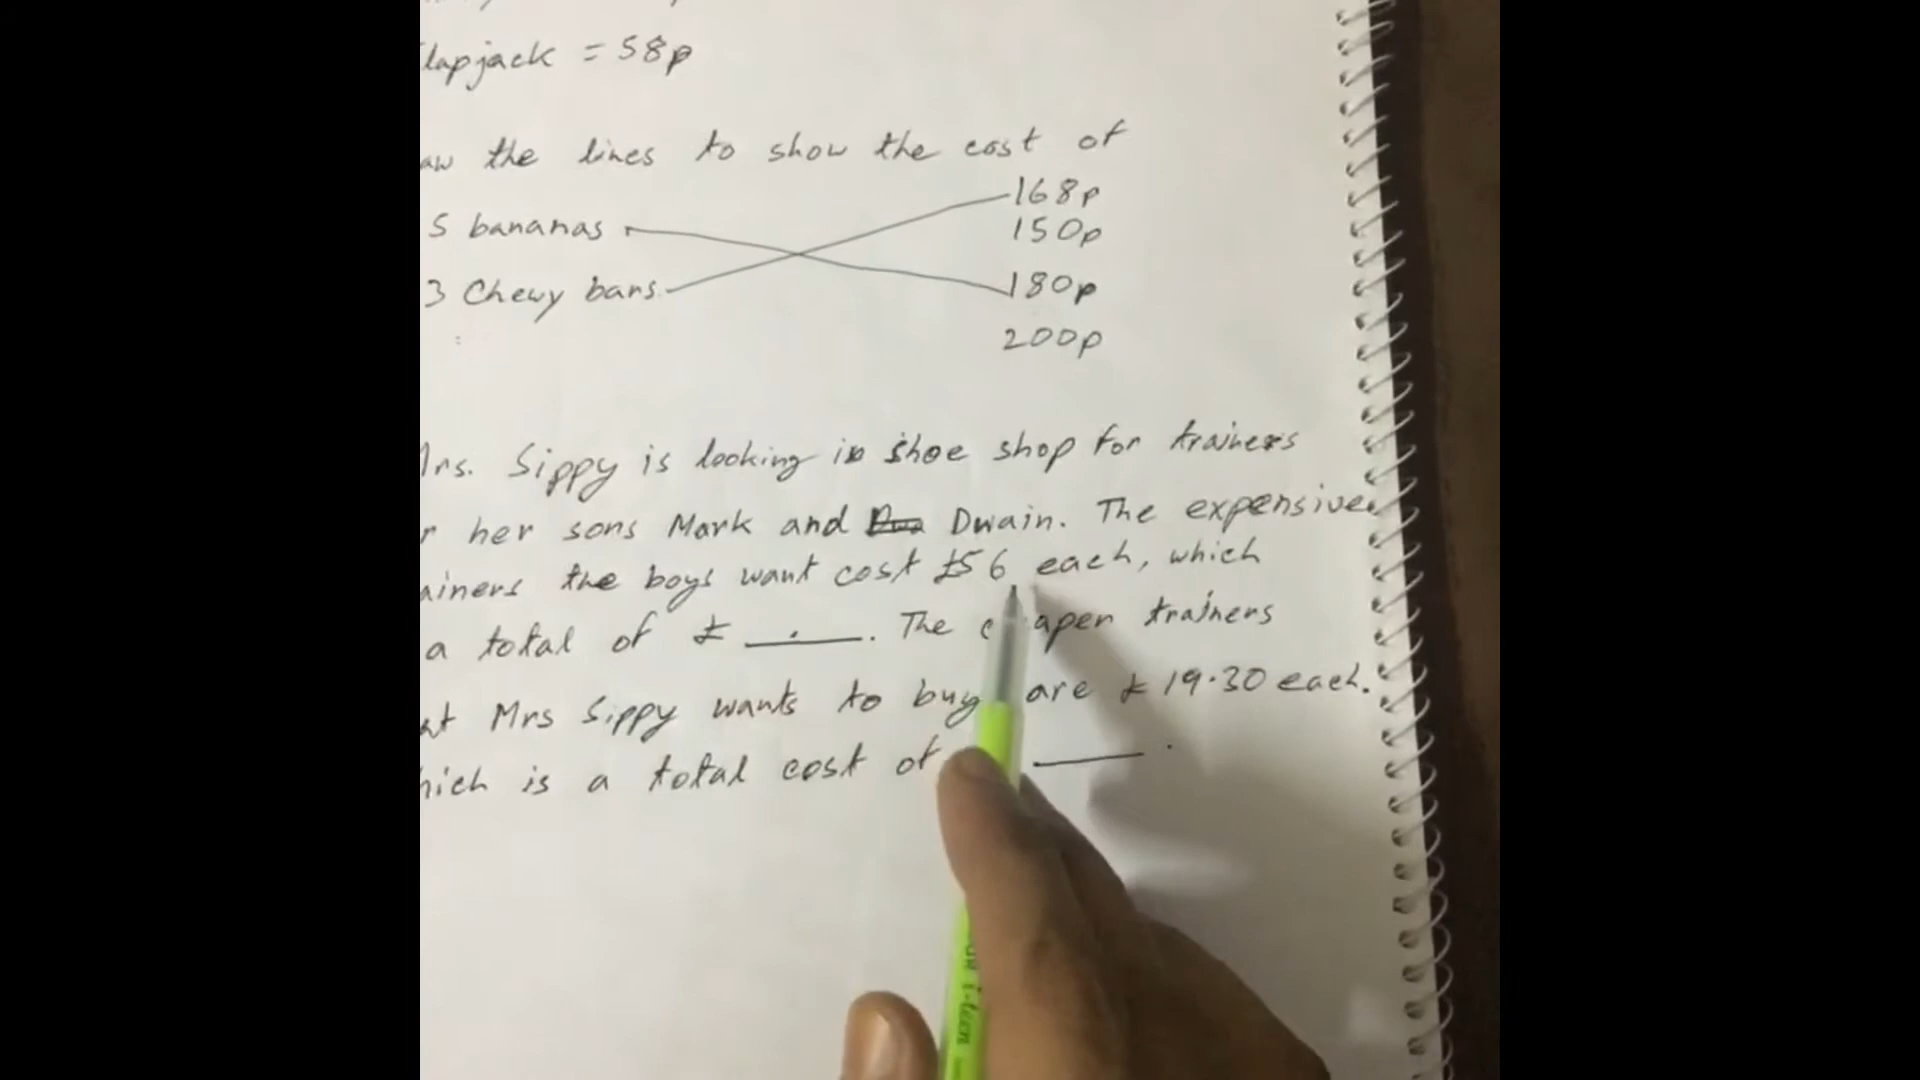 lapjack = 58p
aw the lines to show the cost of
168p
5 bananas 150p
3 Chewy bars 180p
200p
Mrs. Sippy is looking in shoe shop for trainers
r her sons Mark and Dwain. The expensive
ainers the boys want cost £56 each, which
a total of £ ___.___. The c aper trainers
at Mrs Sippy wants to buy are £19.30 each.
hich is a total cost of ______.
i-teen